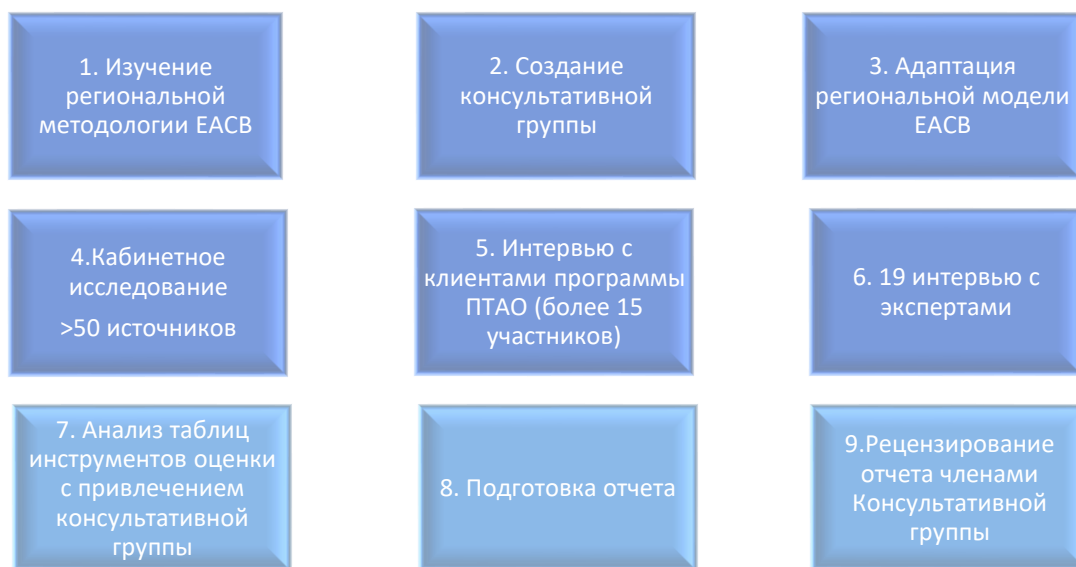 1. Изучение
региональной
методологии ЕАСВ
2. Создание
консультативной
группы
3. Адаптация
региональной модели
ЕАСВ
4.Кабинетное
исследование
>50 источников
5. Интервью с
клиентами программы
ПТАО (более 15
участников)
6. 19 интервью с
экспертами
7. Анализ таблиц
инструментов оценки
с привлечением
консультативной
группы
8. Подготовка отчета
9.Рецензирование
отчета членами
Консультативной
группы